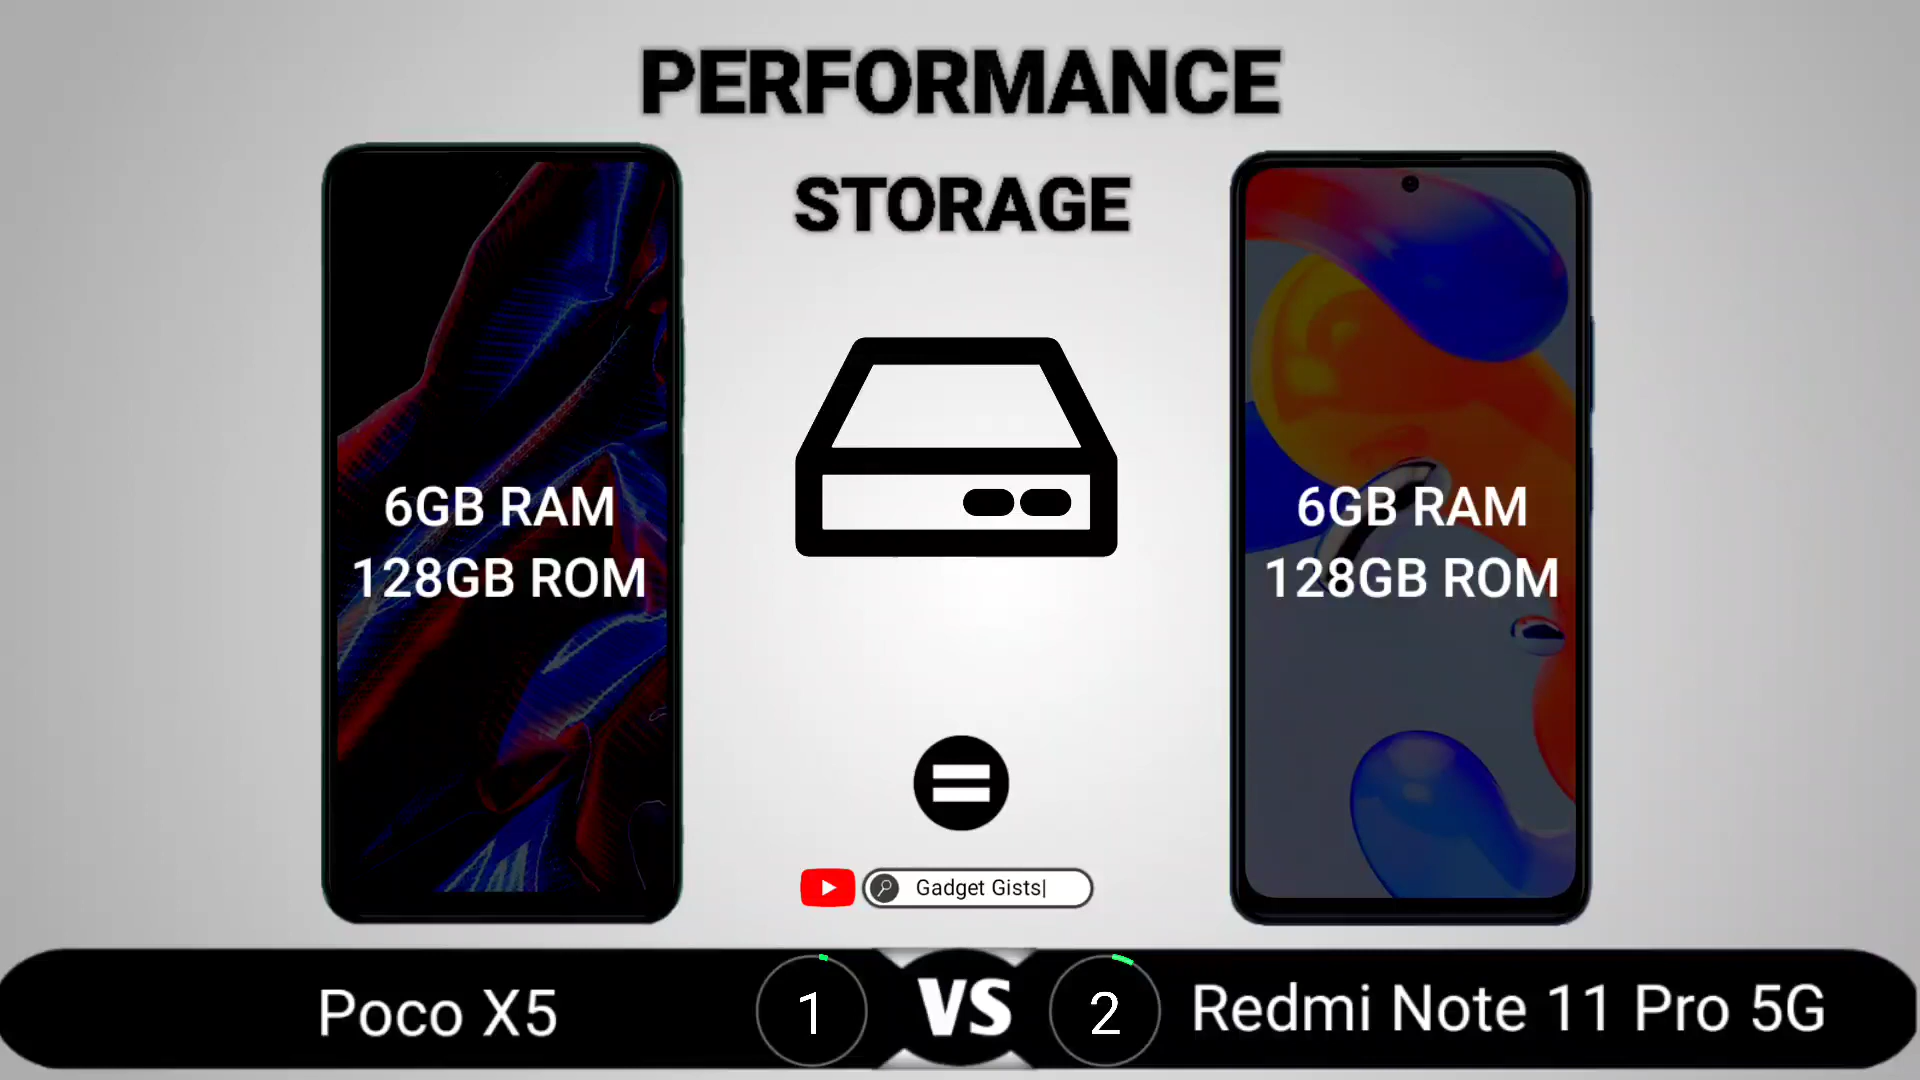 PERFORMANCE
STORAGE
6GB RAM
128GB ROM
6GB RAM
128GB ROM
Gadget Gists|
Poco X5
1
VS
2
Redmi Note 11 Pro 5G